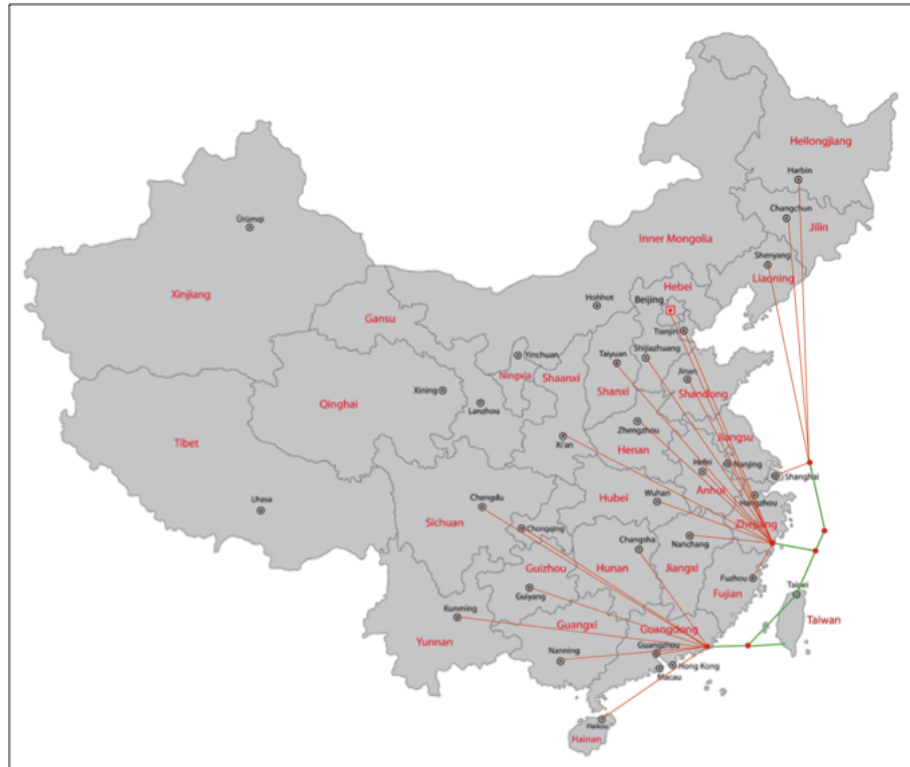 Heilongjiang
Harbin
Changchun
Jilin
Ürümqi
Inner Mongolia
Shenyang
Liaoning
Hebei
Xinjiang
Hohhot
Beijing
Gansu
Tianjin
Yinchuan
Taiyuan
Shijiazhuang
Ningxia
Shaanxi
Jinan
Xining
Shanxi
Shandong
Qinghai
Lanzhou
Zhengzhou
Tibet
Xi'an
Henan
Jiangsu
Hefei
Nanjing
Shanghai
Anhui
Lhasa
Chengdu
Hubei
Wuhan
Hangzhou
Sichuan
Chongqing
Zhejiang
Changsha
Nanchang
Guizhou
Hunan
Jiangxi
Fuzhou
Guiyang
Fujian
Taipei
Kunming
Guangxi
Guangdong
Taiwan
Yunnan
Nanning
Guangzhou
Hong Kong
Macau
Haikou
Hainan